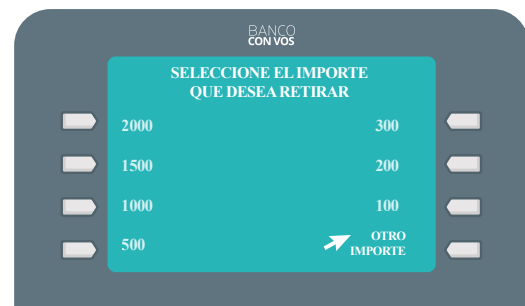 BANCO
CON VOS
SELECCIONE EL IMPORTE
QUE DESEA RETIRAR
2000
300
1500
200
1000
100
500
OTRO
IMPORTE